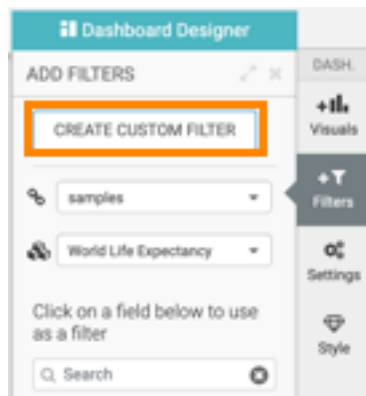 Dashboard Designer
ADD FILTERS
CREATE CUSTOM FILTER
samples
World Life Expectancy
Click on a field below to use
as a filter
Search
DASH.
Visuals
Filters
Settings
Style